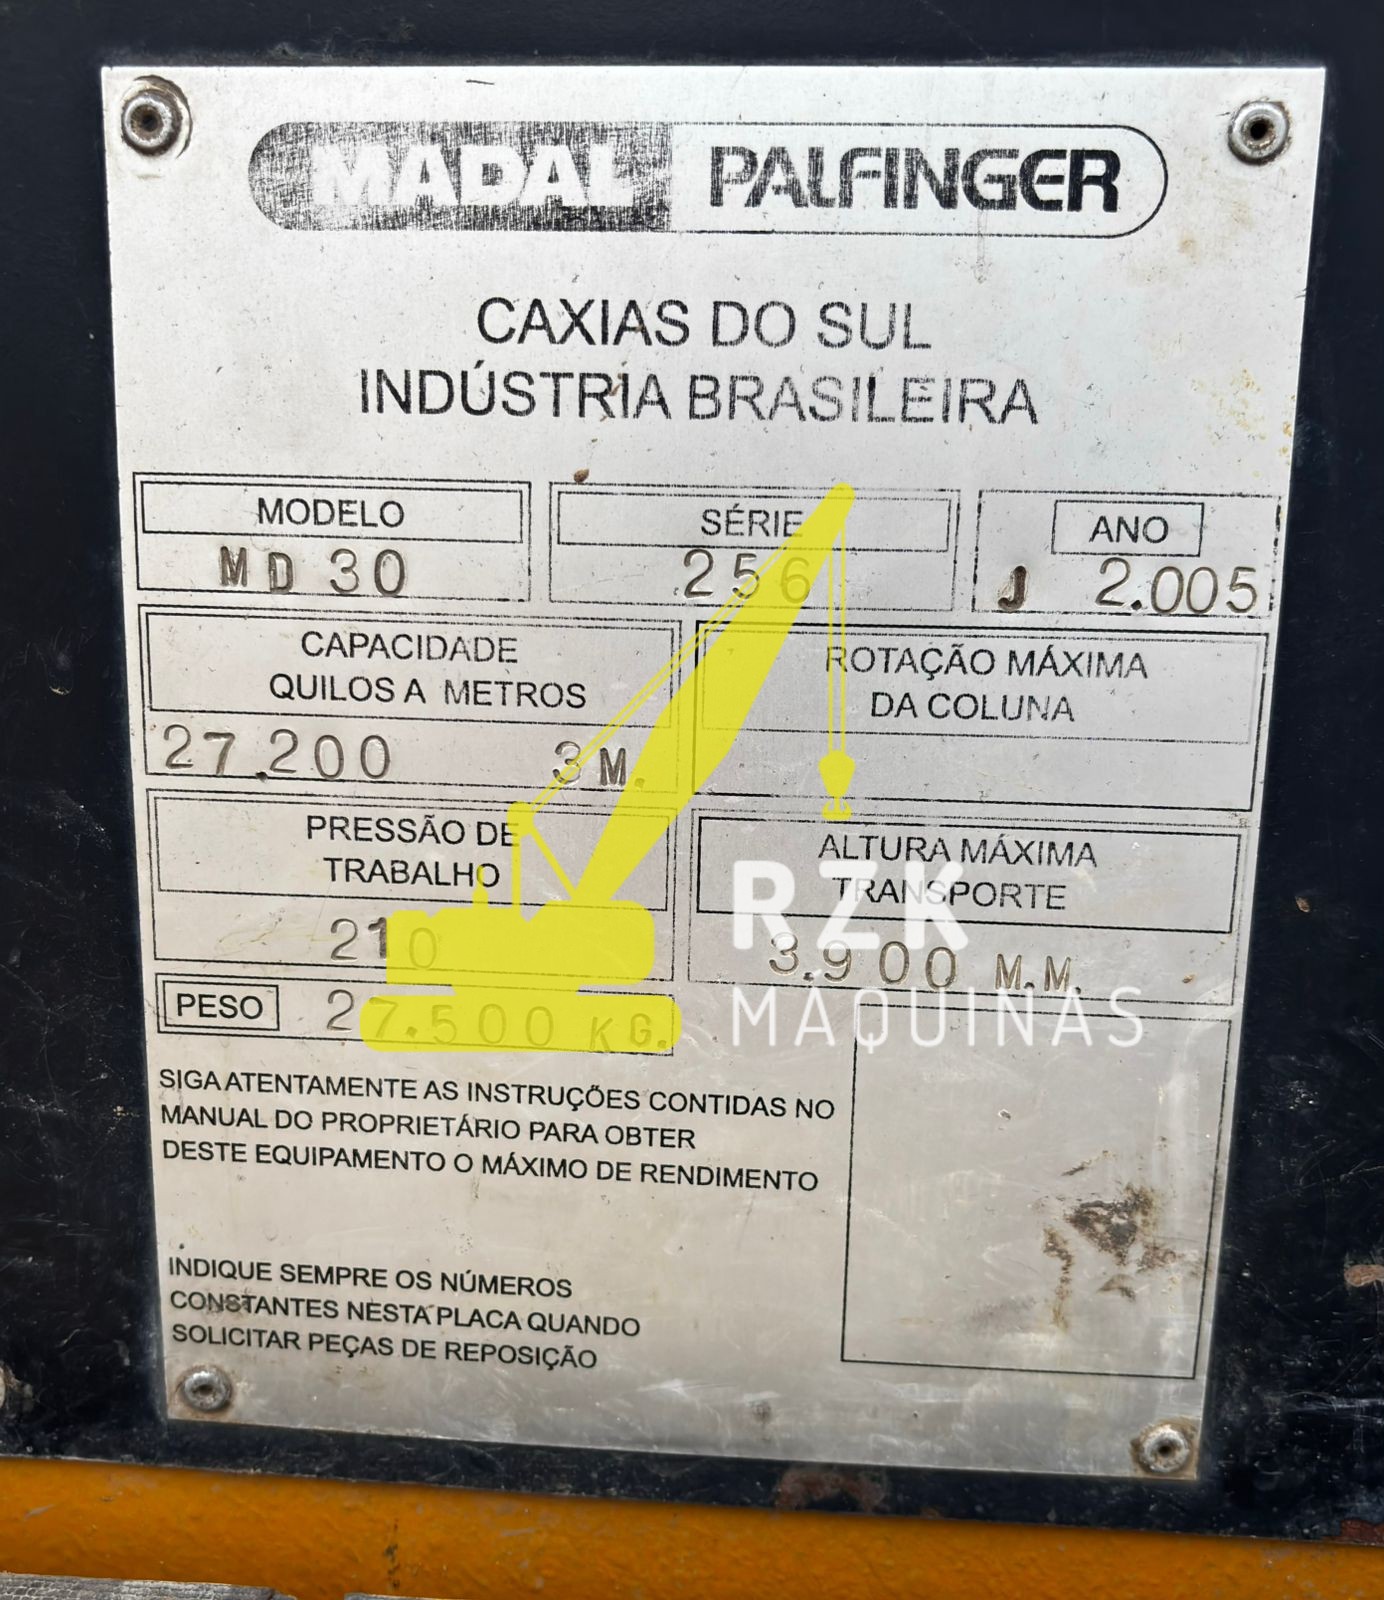 MADAL PALFINGER
CAXIAS DO SUL
INDÚSTRIA BRASILEIRA
MODELO
MD 30
SÉRIE
256
ANO
J 2.005
CAPACIDADE
QUILOS A METROS
27.200 3 M.
ROTAÇÃO MÁXIMA
DA COLUNA
PRESSÃO DE
TRABALHO
210
ALTURA MÁXIMA
TRANSPORTE
3.900 M.M.
PESO 27.500 KG.
RZK
MÁQUINAS
SIGA ATENTAMENTE AS INSTRUÇÕES CONTIDAS NO
MANUAL DO PROPRIETÁRIO PARA OBTER
DESTE EQUIPAMENTO O MÁXIMO DE RENDIMENTO
INDIQUE SEMPRE OS NÚMEROS
CONSTANTES NESTA PLACA QUANDO
SOLICITAR PEÇAS DE REPOSIÇÃO